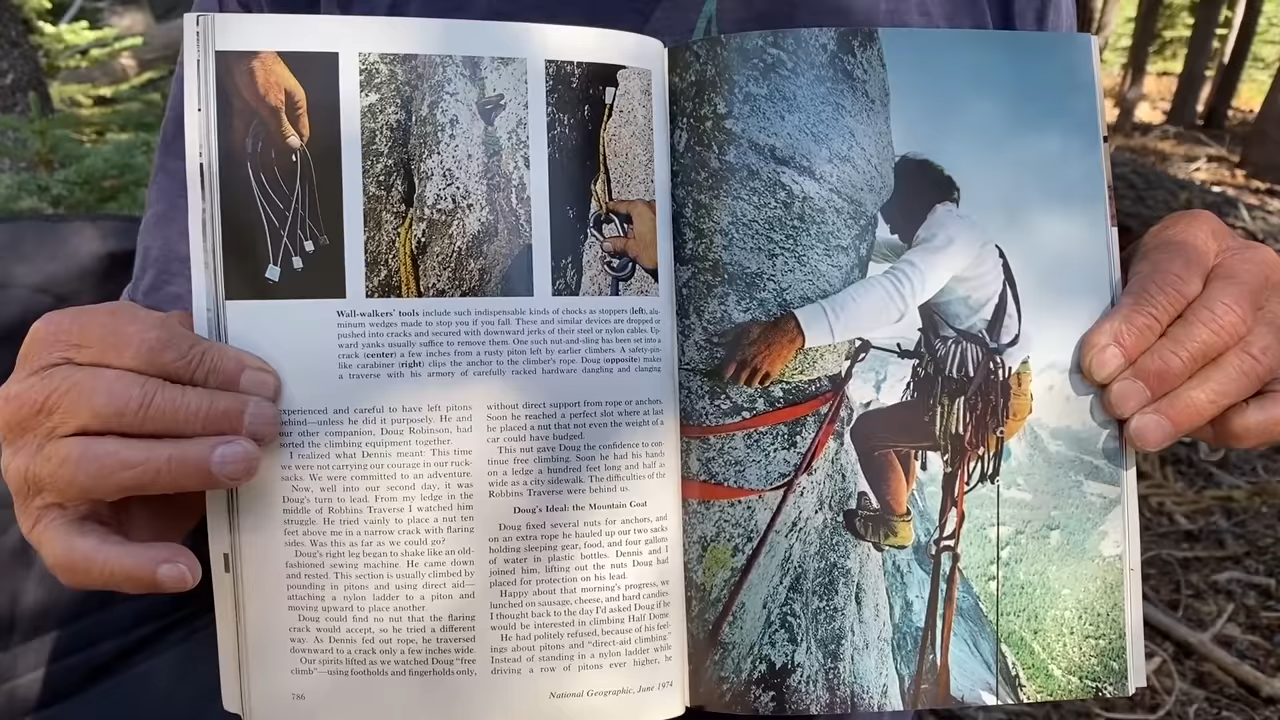 Wall-walkers' tools include such indispensable kinds of chocks as stoppers (left), alu-
minum wedges made to stop you if you fall. These and similar devices are dropped or
pushed into cracks and secured with downward jerks of their steel or nylon cables. Up-
ward yanks usually suffice to remove them. One such nut-and-sling has been set into a
crack (center) a few inches from a rusty piton left by earlier climbers. A safety-pin-
like carabiner (right) clips the anchor to the climber's rope. Doug (opposite) makes
a traverse with his armory of carefully racked hardware dangling and clanging
experienced and careful to have left pitons
behind—unless he did it purposely. He and
our other companion, Doug Robinson, had
sorted the climbing equipment together.
I realized what Dennis meant: This time
we were not carrying our courage in our ruck-
sacks. We were committed to an adventure.
Now, well into our second day, it was
Doug's turn to lead. From my ledge in the
middle of Robbins Traverse I watched him
struggle. He tried vainly to place a nut ten
feet above me in a narrow crack with flaring
sides. Was this as far as we could go?
Doug's right leg began to shake like an old-
fashioned sewing machine. He came down
and rested. This section is usually climbed by
pounding in pitons and using direct aid—
attaching a nylon ladder to a piton and
moving upward to place another.
Doug could find no nut that the flaring
crack would accept, so he tried a different
way. As Dennis fed out rope, he traversed
downward to a crack only a few inches wide.
Our spirits lifted as we watched Doug "free
climb"—using footholds and fingerholds only,
without direct support from rope or anchors.
Soon he reached a perfect slot where at last
he placed a nut that not even the weight of a
car could have budged.
This nut gave Doug the confidence to con-
tinue free climbing. Soon he had his hands
on a ledge a hundred feet long and half as
wide as a city sidewalk. The difficulties of the
Robbins Traverse were behind us.
Doug's Ideal: the Mountain Goat
Doug fixed several nuts for anchors, and
on an extra rope he hauled up our two sacks
holding sleeping gear, food, and four gallons
of water in plastic bottles. Dennis and I
joined him, lifting out the nuts Doug had
placed for protection on his lead.
Happy about that morning's progress, we
lunched on sausage, cheese, and hard candies.
I thought back to the day I'd asked Doug if he
would be interested in climbing Half Dome.
He had politely refused, because of his feel-
ings about pitons and "direct-aid climbing."
Instead of standing in a nylon ladder while
driving a row of pitons ever higher, he
786
National Geographic, June 1974